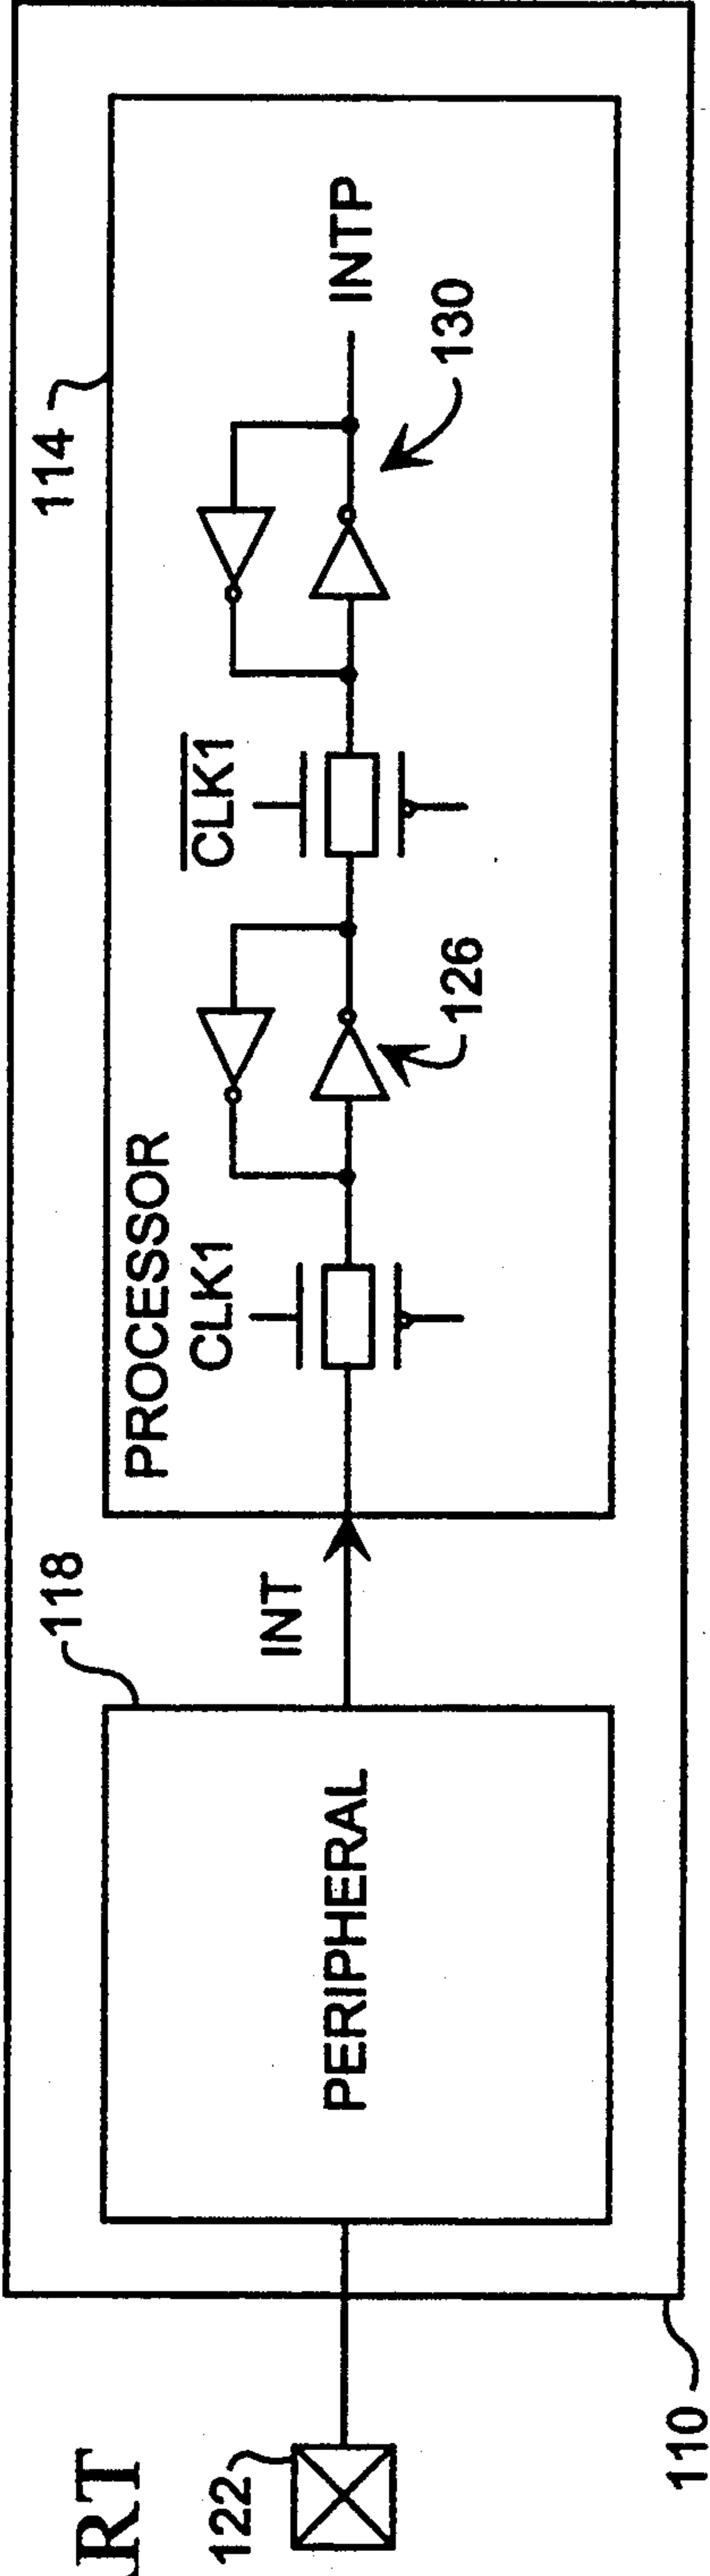 RT
122
110
118
PERIPHERAL
INT
114
PROCESSOR
CLK1
126
CLK1
130
INTP